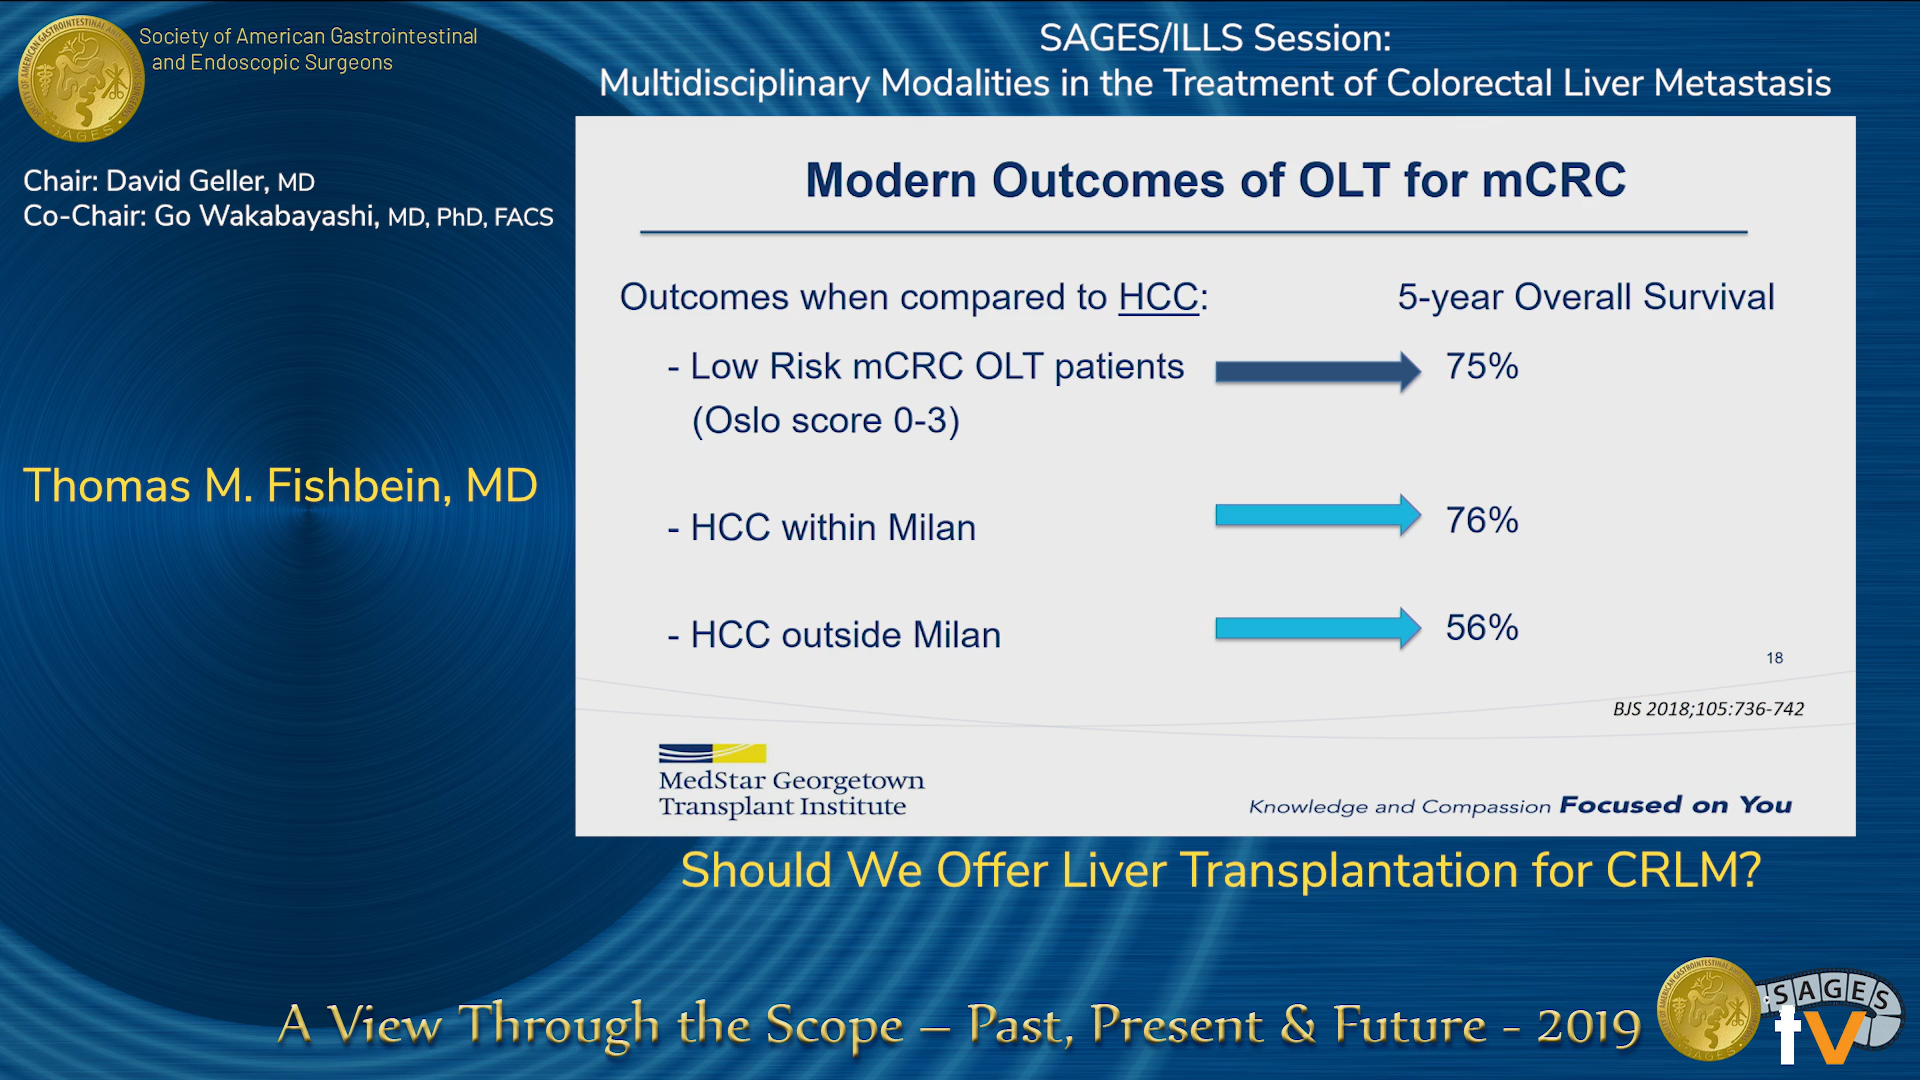 Society of American Gastrointestinal
and Endoscopic Surgeons
SAGES/ILLS Session:
Multidisciplinary Modalities in the Treatment of Colorectal Liver Metastasis
Chair: David Geller, MD
Co-Chair: Go Wakabayashi, MD, PhD, FACS
Thomas M. Fishbein, MD
Modern Outcomes of OLT for mCRC
Outcomes when compared to HCC: 5-year Overall Survival
- Low Risk mCRC OLT patients 75%
(Oslo score 0-3)
- HCC within Milan 76%
- HCC outside Milan 56%
18
BJS 2018;105:736-742
MedStar Georgetown
Transplant Institute
Knowledge and Compassion Focused on You
Should We Offer Liver Transplantation for CRLM?
A View Through the Scope – Past, Present & Future - 2019
SAGES
tv